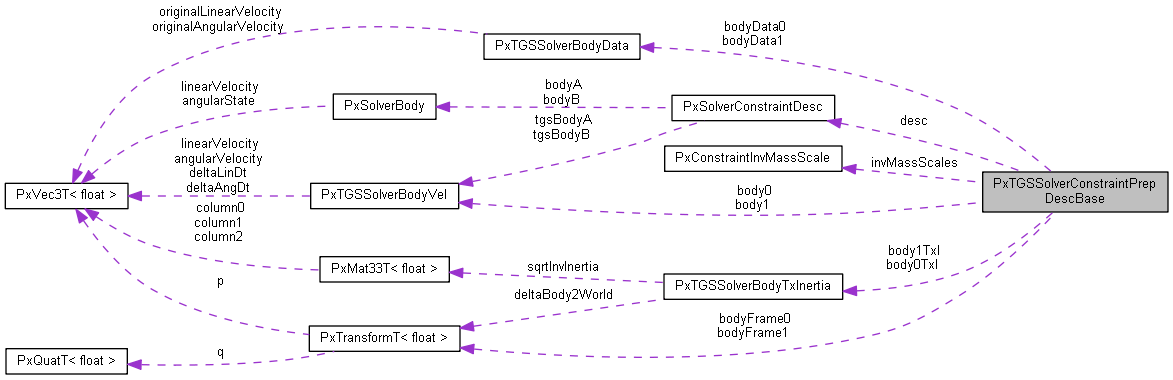 originalLinearVelocity
originalAngularVelocity
bodyData0
bodyData1
PxTGSSolverBodyData
linearVelocity
angularState
PxSolverBody
bodyA
bodyB
PxSolverConstraintDesc
desc
tgsBodyA
tgsBodyB
linearVelocity
angularVelocity
deltaLinDt
deltaAngDt
PxConstraintInvMassScale
invMassScales
PxVec3T< float >
PxTGSSolverBodyVel
body0
body1
PxTGSSolverConstraintPrep
DescBase
column0
column1
column2
PxMat33T< float >
sqrtInvInertia
body1TxI
body0TxI
p
deltaBody2World
PxTGSSolverBodyTxInertia
PxTransformT< float >
bodyFrame0
bodyFrame1
PxQuatT< float >
q